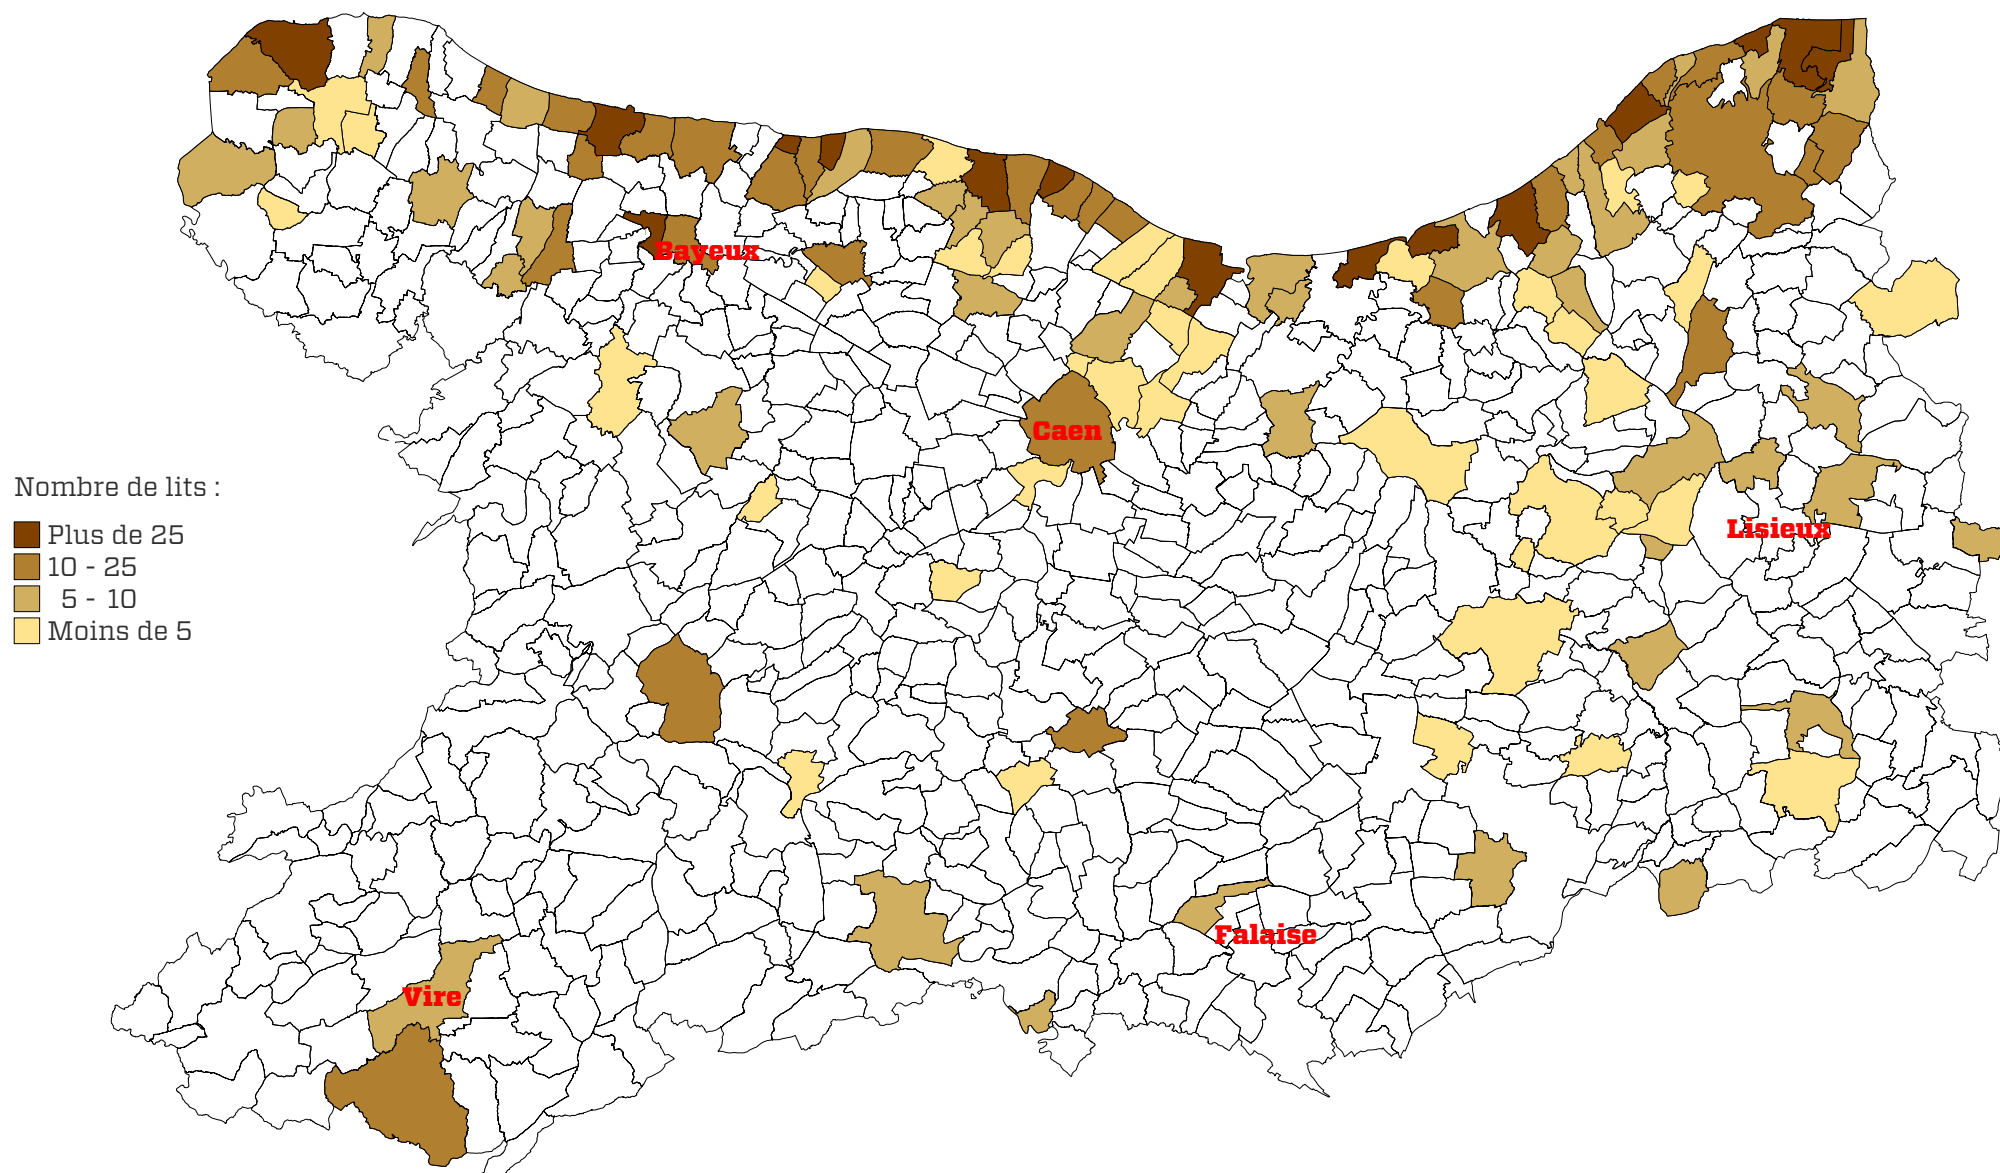 Bayeux
Caen
Nombre de lits :
Plus de 25
10 - 25
5 - 10
Moins de 5
Lisieux
Falaise
Vire